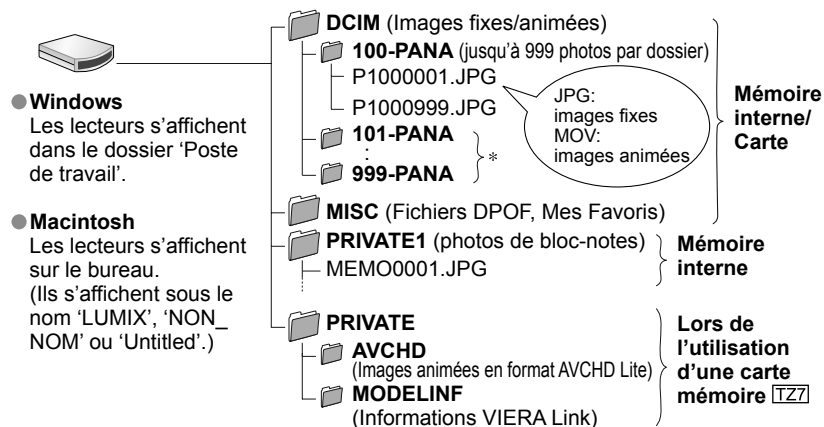 ●Windows
Les lecteurs s’affichent
dans le dossier ‘Poste
de travail’.
●Macintosh
Les lecteurs s’affichent
sur le bureau.
(Ils s’affichent sous le
nom ‘LUMIX’, ‘NON_
NOM’ ou ‘Untitled’.)
DCIM (Images fixes/animées)
100-PANA (jusqu’à 999 photos par dossier)
P1000001.JPG
P1000999.JPG
JPG:
images fixes
MOV:
images animées
101-PANA
:
999-PANA
*
MISC (Fichiers DPOF, Mes Favoris)
Mémoire
interne/
Carte
PRIVATE1 (photos de bloc-notes)
MEMO0001.JPG
Mémoire
interne
PRIVATE
AVCHD
(Images animées en format AVCHD Lite)
MODELINF
(Informations VIERA Link)
Lors de
l’utilisation
d’une carte
mémoire TZ7